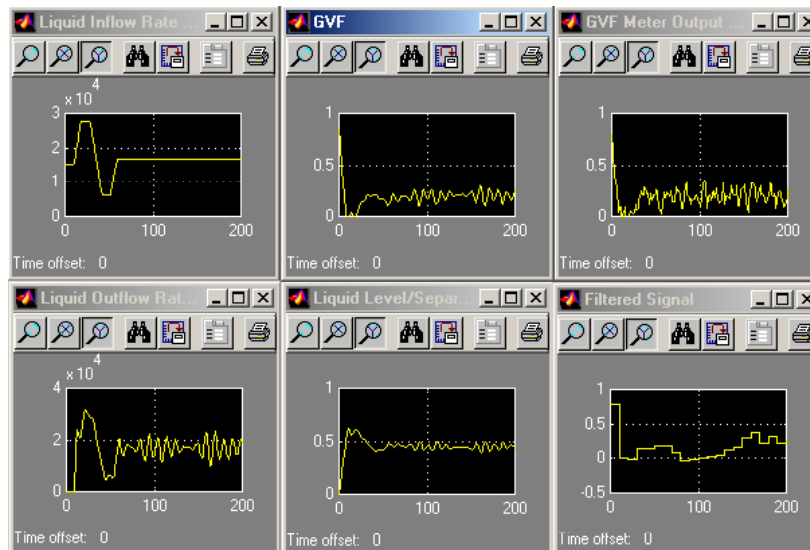 Liquid Inflow Rate ...
x 10^4
3
2
1
0
0
100
200
Time offset: 0
GVF
1
0.5
0
0
100
200
Time offset: 0
GVF Meter Output ...
1
0.5
0
0
100
200
Time offset: 0
Liquid Outflow Rat...
x 10^4
4
2
0
0
100
200
Time offset: 0
Liquid Level/Separ...
1
0.5
0
0
100
200
Time offset: 0
Filtered Signal
1
0.5
0
-0.5
0
100
200
Time offset: 0